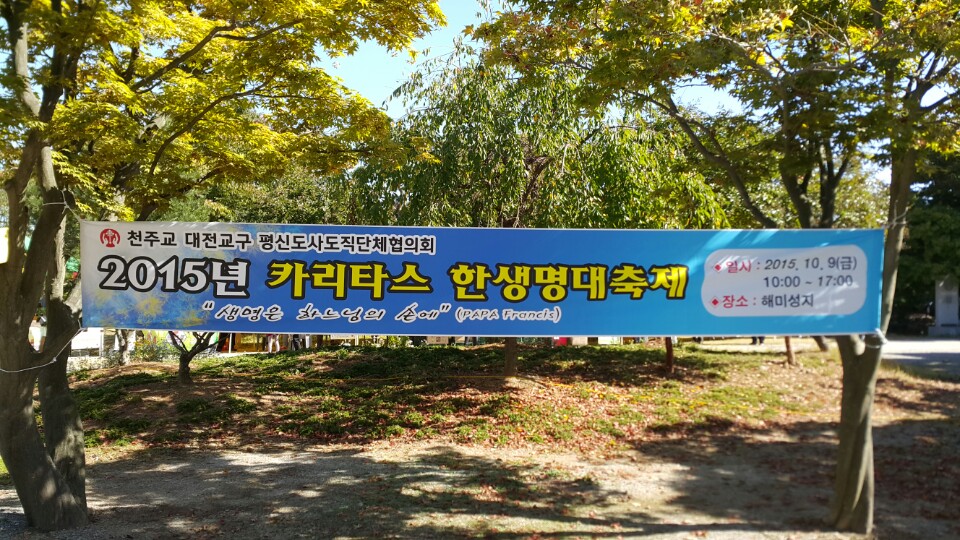 천주교 대전교구 평신도사도직단체협의회
2015년 카리타스 한생명대축제
"생명은 하느님의 손에" (PAPA Francis)
◆ 일시 : 2015. 10. 9(금)
10:00 ~ 17:00
◆ 장소 : 해미성지